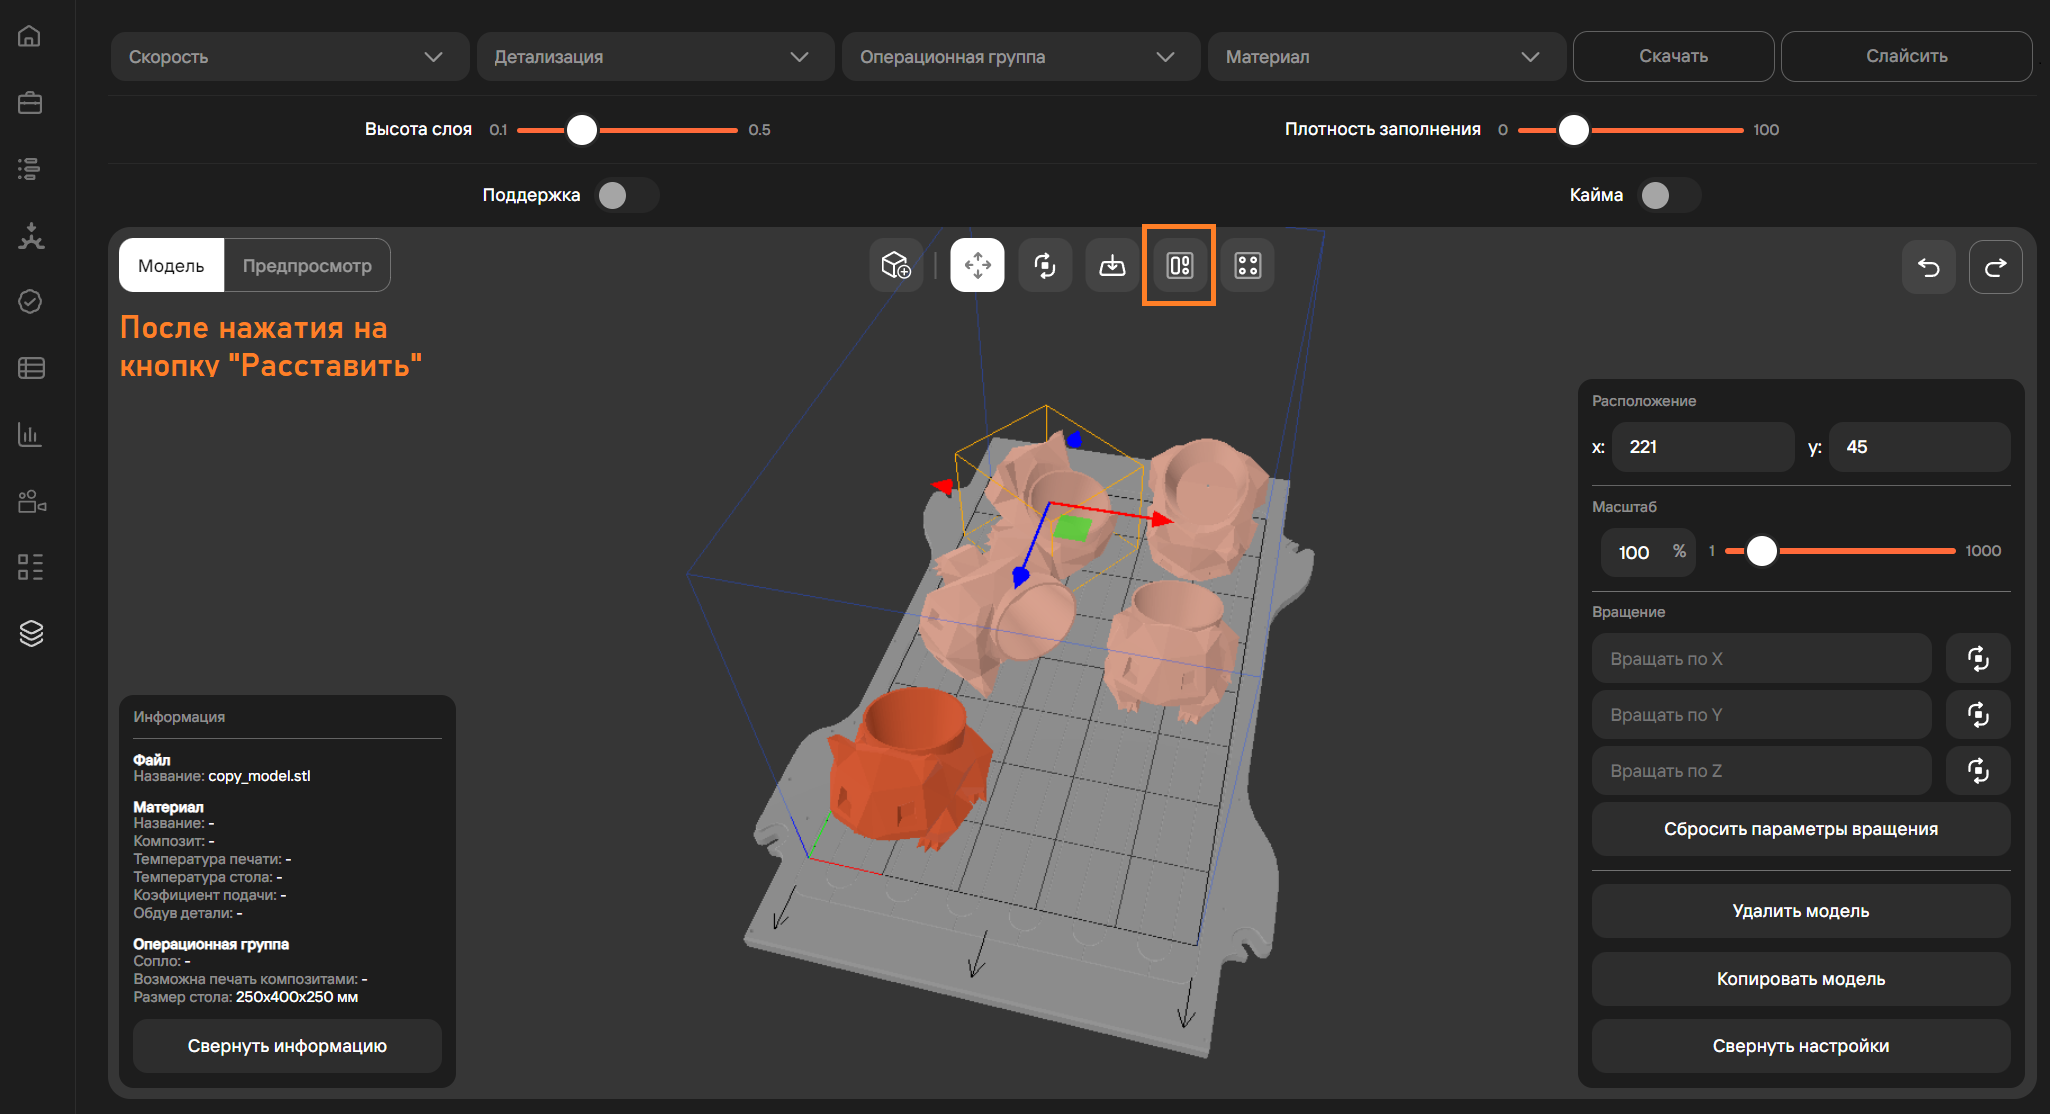 Скорость
Детализация
Операционная группа
Материал
Скачать
Слайсить
Высота слоя 0.1 0.5
Плотность заполнения 0 100
Поддержка
Кайма
Модель
Предпросмотр
После нажатия на
кнопку "Расставить"
Расположение
x: 221 y: 45
Масштаб
100 % 1 1000
Вращение
Вращать по X
Вращать по Y
Вращать по Z
Сбросить параметры вращения
Удалить модель
Копировать модель
Свернуть настройки
Информация
Файл
Название: copy_model.stl
Материал
Название: -
Композит: -
Температура печати: -
Температура стола: -
Коэфициент подачи: -
Обдув детали: -
Операционная группа
Сопло: -
Возможна печать композитами: -
Размер стола: 250x400x250 мм
Свернуть информацию